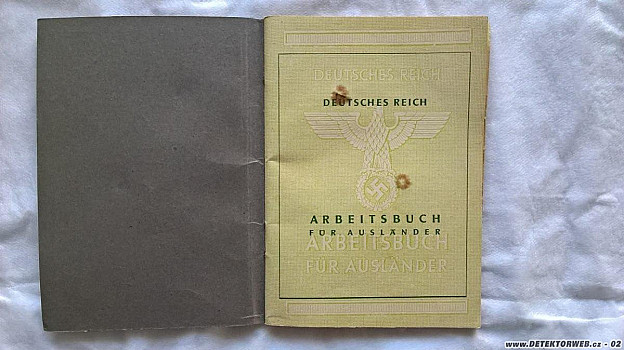 DEUTSCHES REICH
DEUTSCHES REICH
ARBEITSBUCH
FÜR AUSLÄNDER
ARBEITSBUCH
FÜR AUSLÄNDER
www.DETEKTORWEB.cz - 02